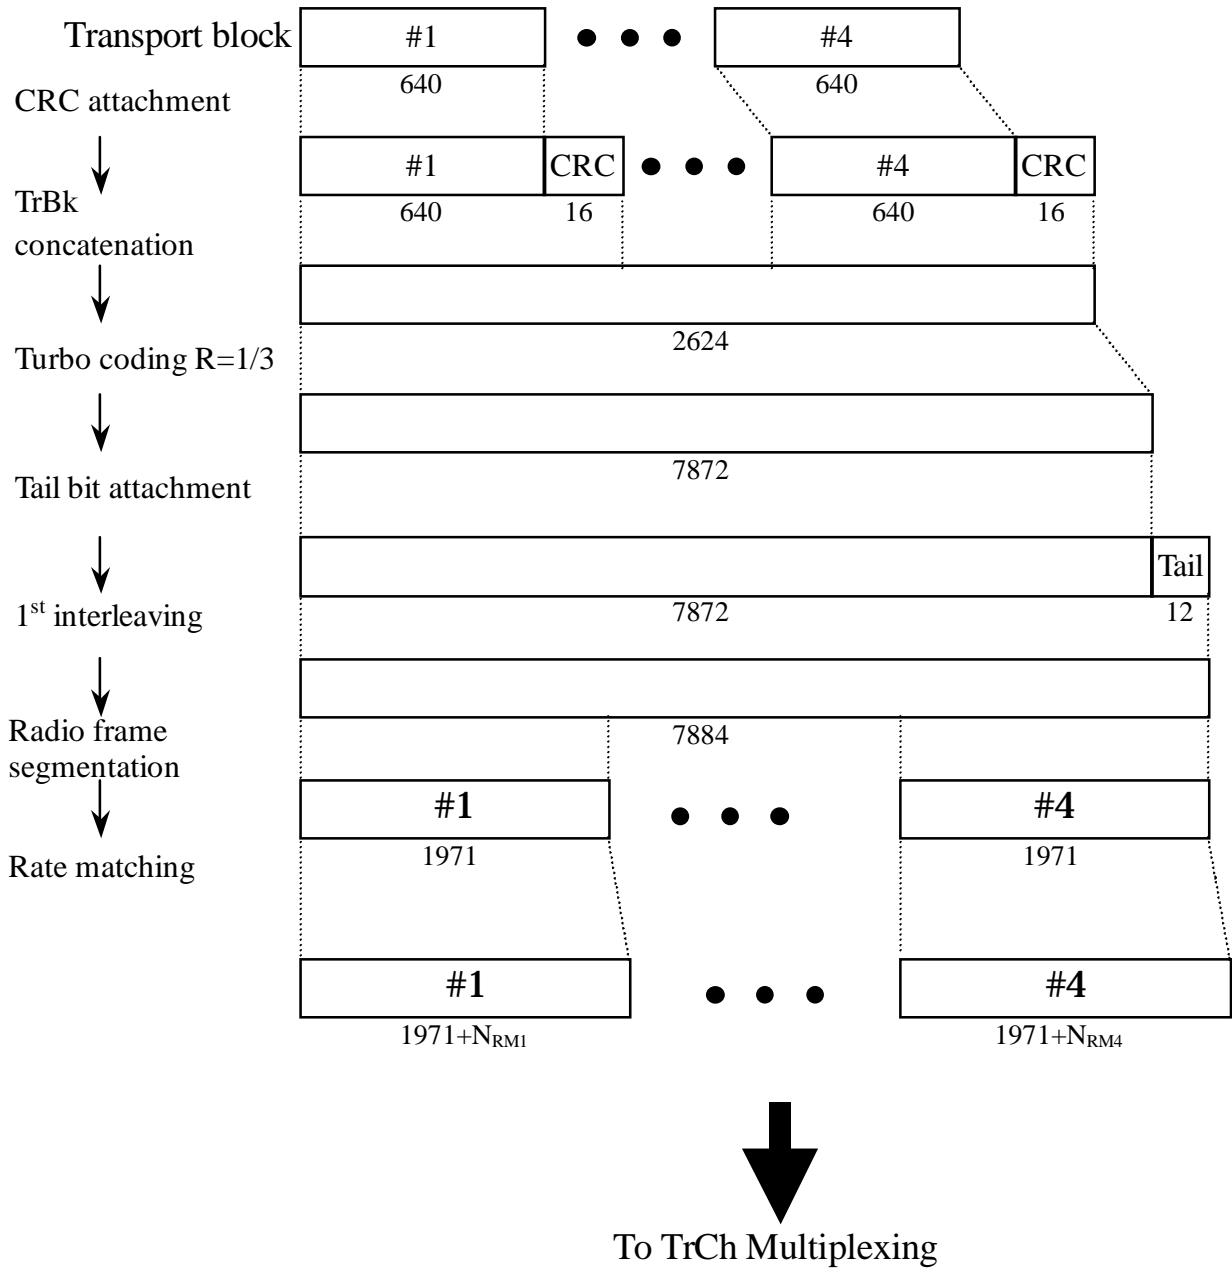 Transport block #1 #4
640 640
CRC attachment
#1 CRC #4 CRC
640 16 640 16
TrBk
concatenation
2624
Turbo coding R=1/3
7872
Tail bit attachment
Tail
7872 12
1st interleaving
7884
Radio frame
segmentation
#1 #4
1971 1971
Rate matching
#1 #4
1971+NRM1 1971+NRM4
To TrCh Multiplexing